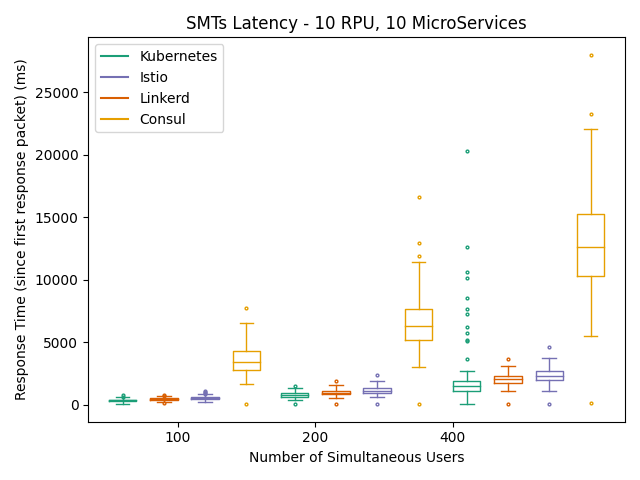 SMTs Latency - 10 RPU, 10 MicroServices
Kubernetes
Istio
Linkerd
Consul
Response Time (since first response packet) (ms)
25000
20000
15000
10000
5000
0
100
200
400
Number of Simultaneous Users